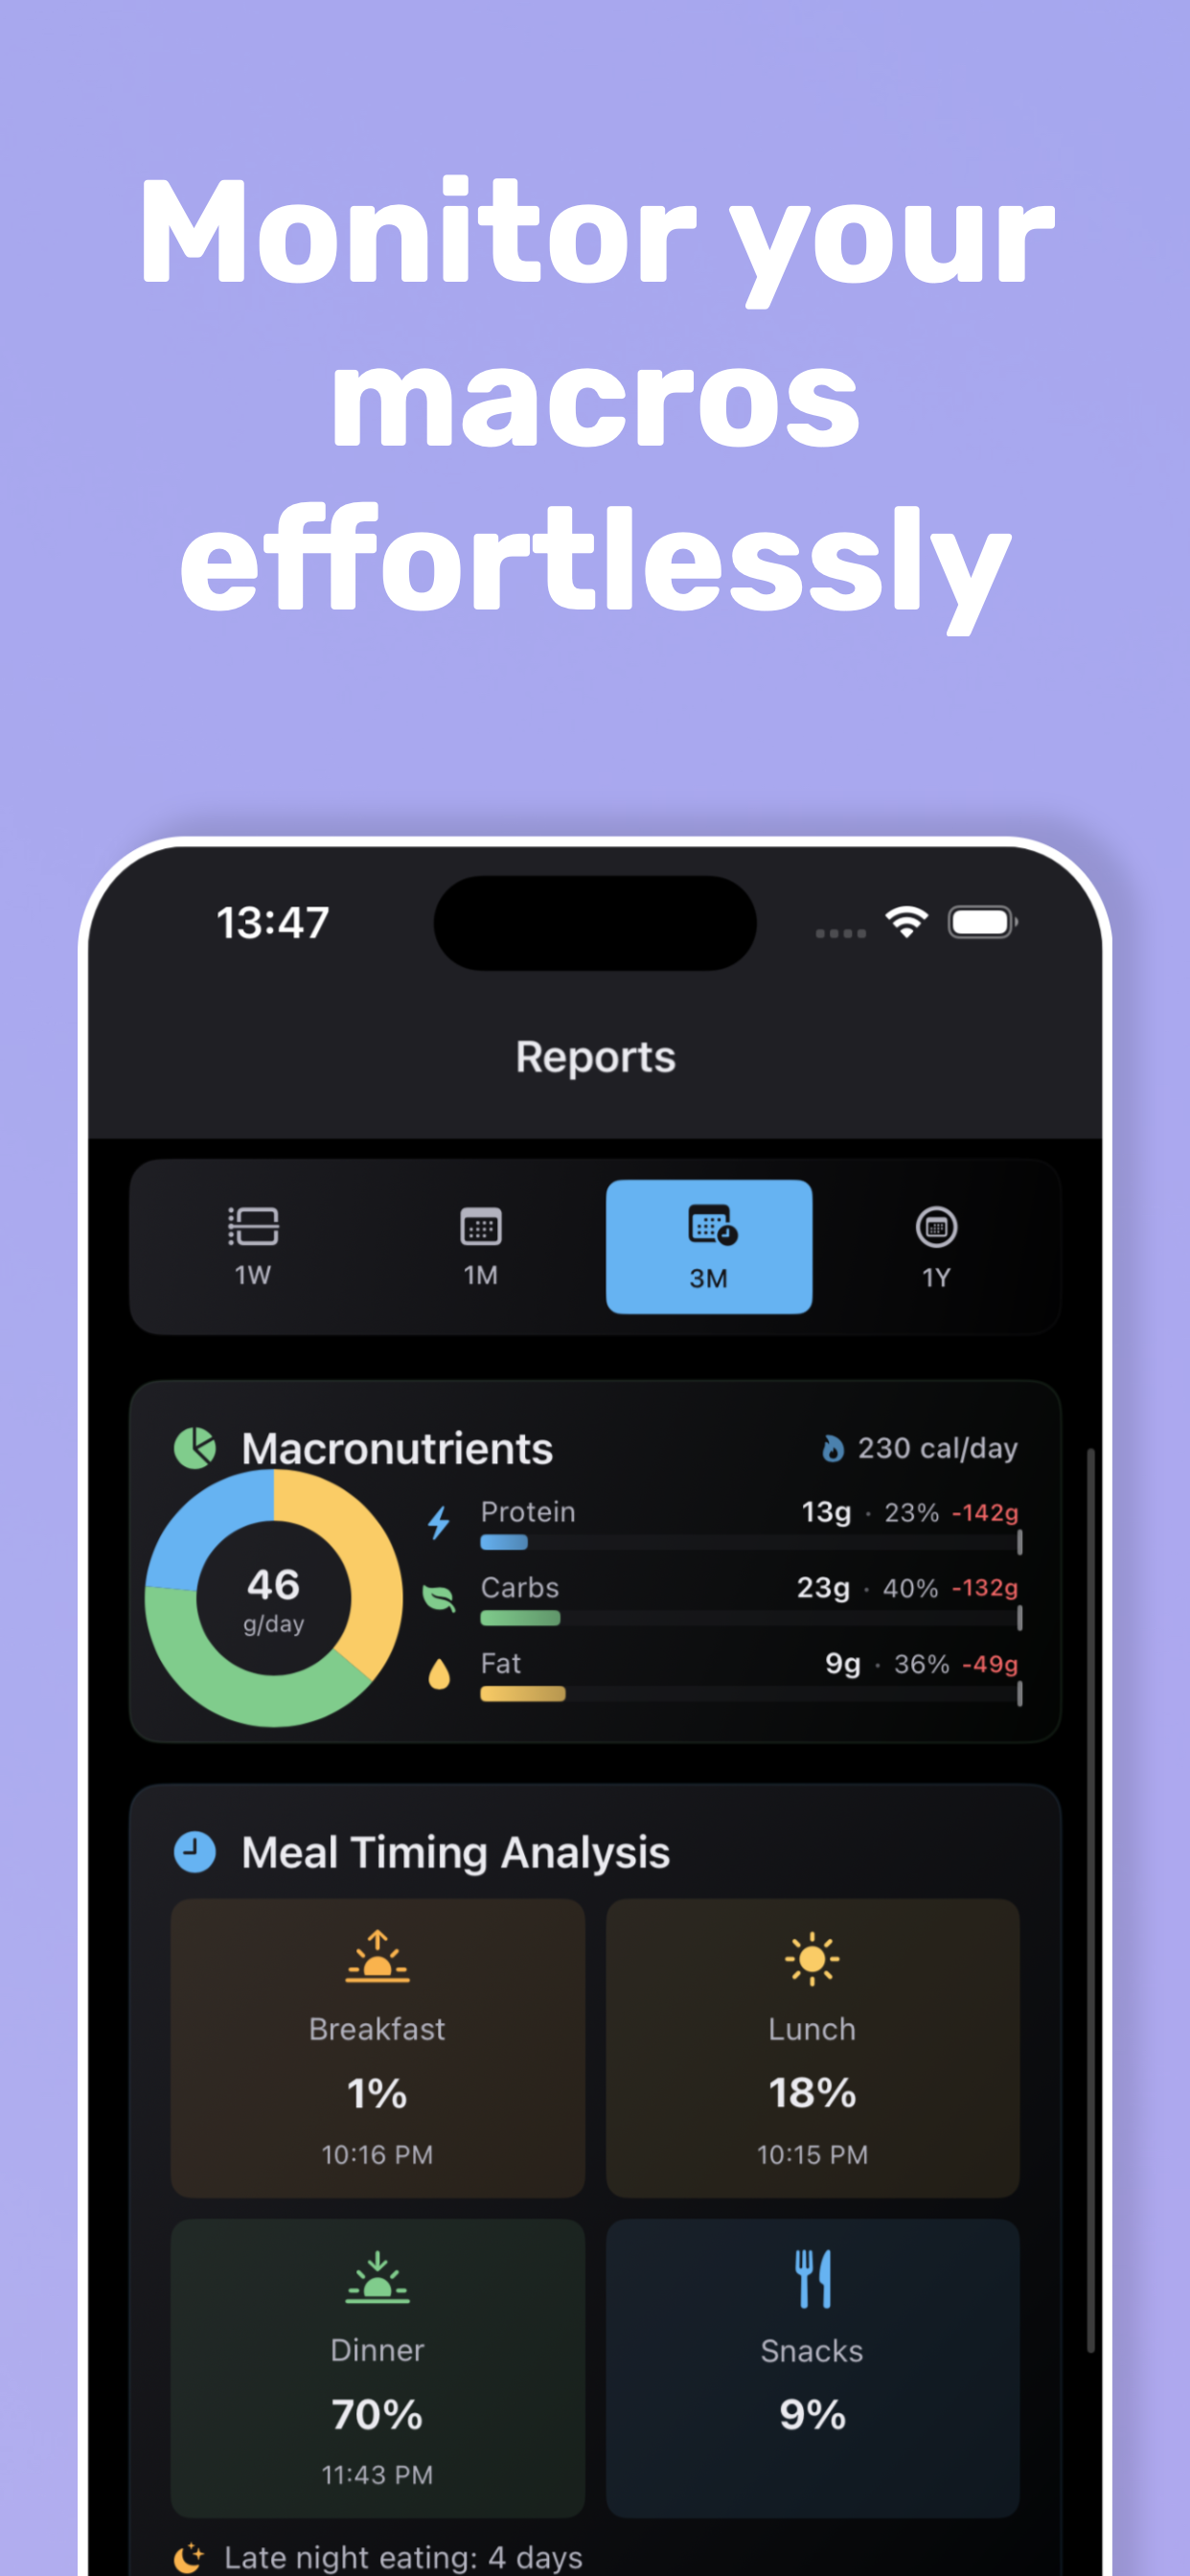 Monitor your
macros
effortlessly
13:47
Reports
1W 1M 3M 1Y
Macronutrients 230 cal/day
Protein 13g · 23% -142g
46
g/day
Carbs 23g · 40% -132g
Fat 9g · 36% -49g
Meal Timing Analysis
Breakfast
1%
10:16 PM
Lunch
18%
10:15 PM
Dinner
70%
11:43 PM
Snacks
9%
Late night eating: 4 days